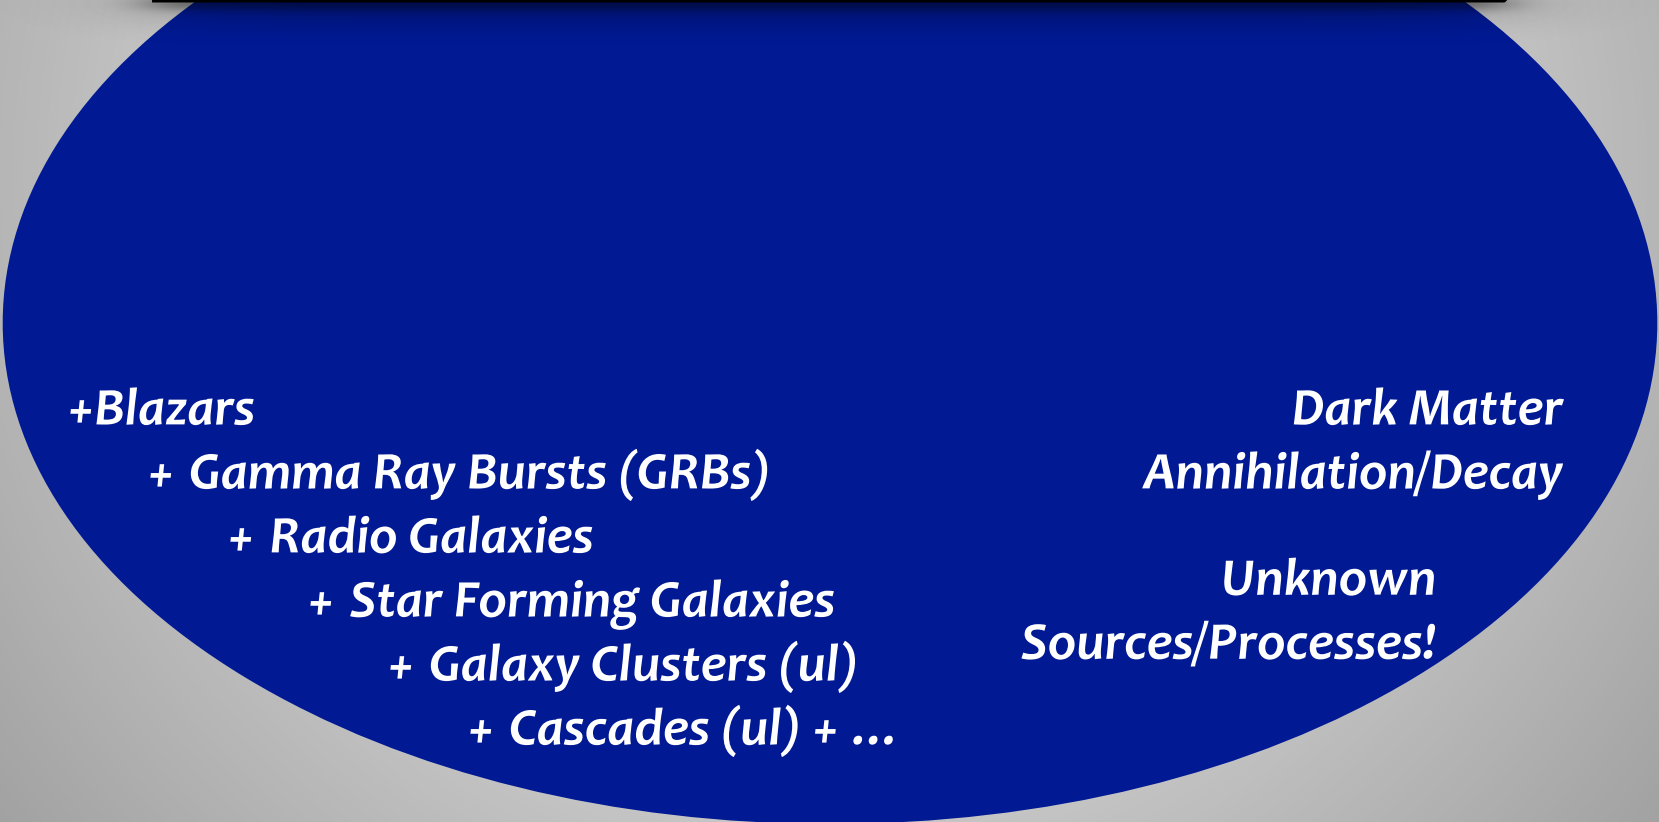 +Blazars
+ Gamma Ray Bursts (GRBs)
+ Radio Galaxies
+ Star Forming Galaxies
+ Galaxy Clusters (ul)
+ Cascades (ul) + ...
Dark Matter
Annihilation/Decay
Unknown
Sources/Processes!